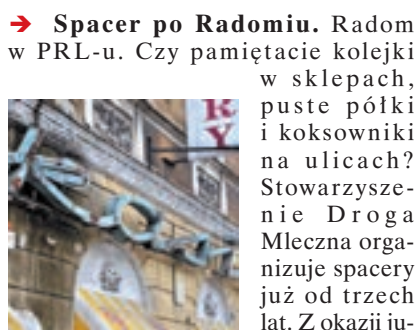 ➔ Spacer po Radomiu. Radom
w PRL-u. Czy pamiętacie kolejki
w sklepach,
puste półki
i koksowniki
na ulicach?
Stowarzysze-
nie Droga
Mleczna orga-
nizuje spacery
już od trzech
lat. Z okazji ju-
R
Y